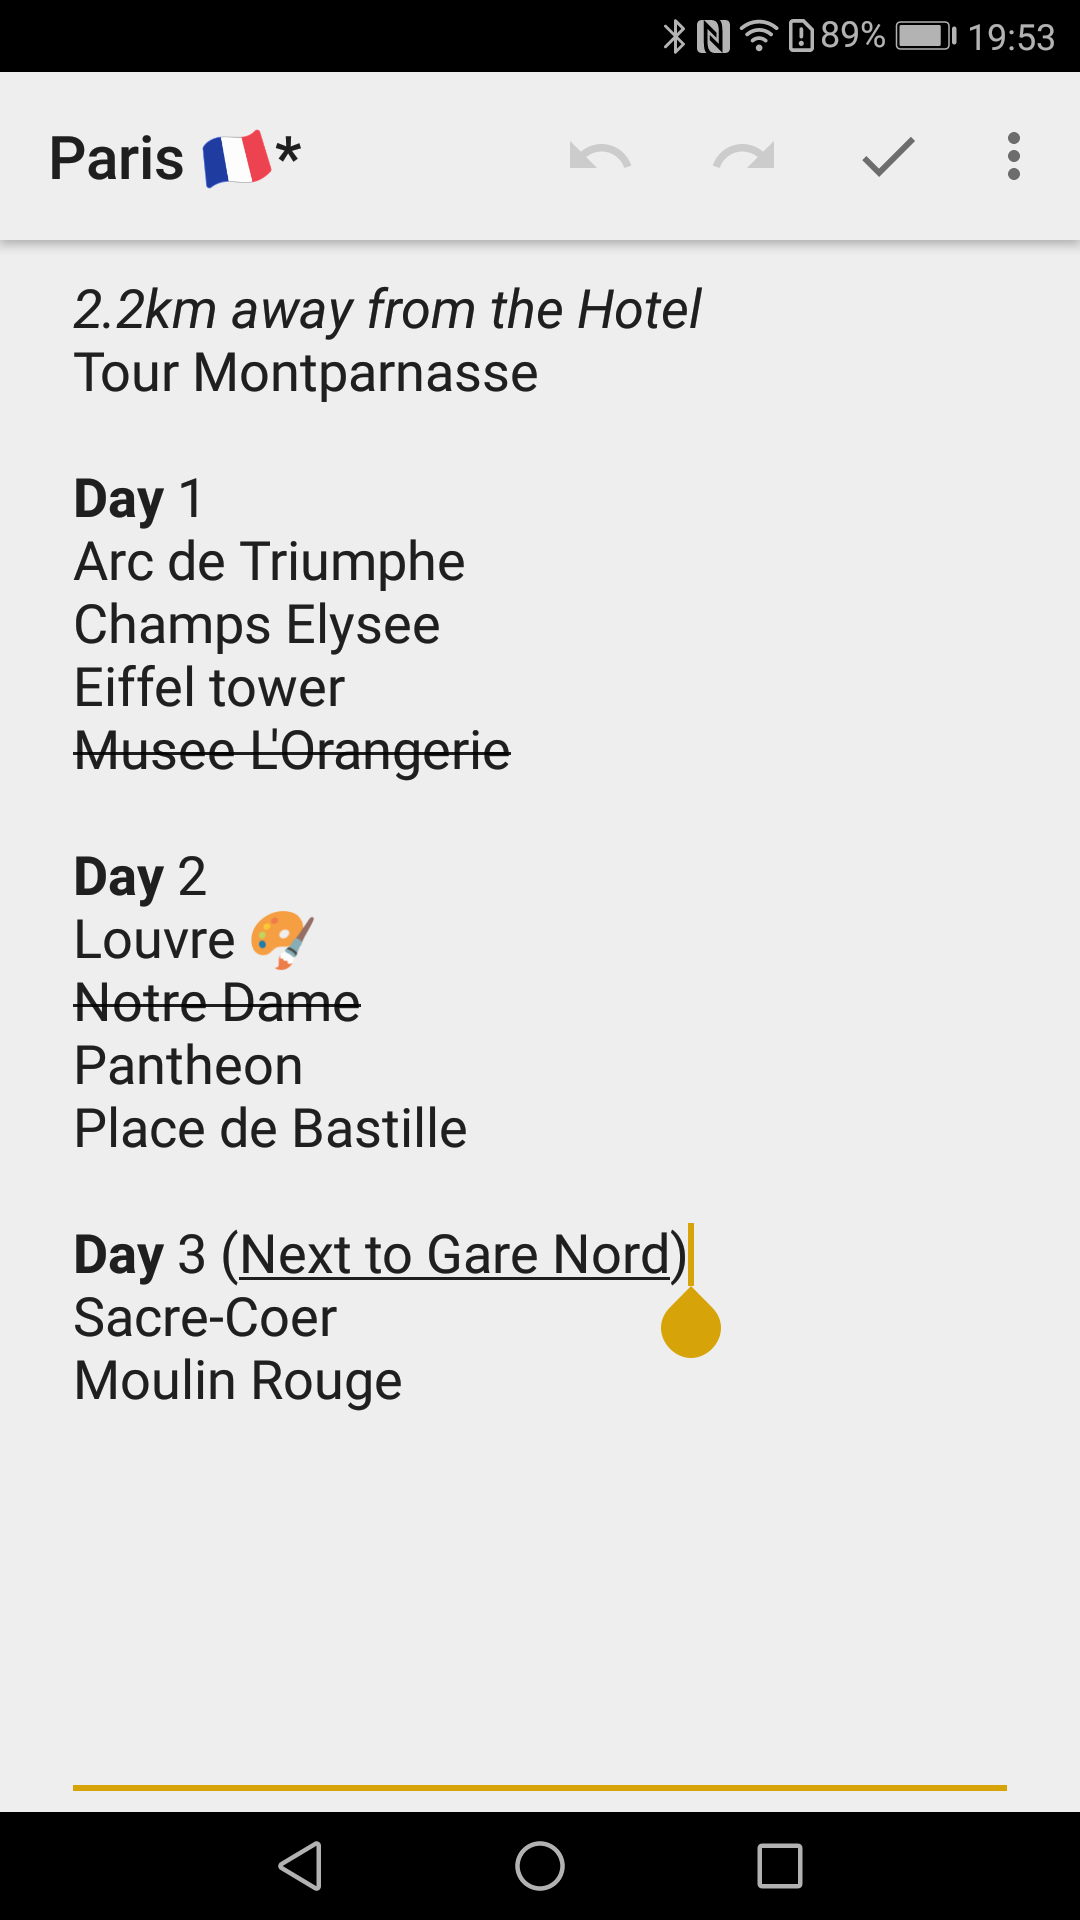 89% 19:53
Paris 🇫🇷*
2.2km away from the Hotel
Tour Montparnasse
Day 1
Arc de Triumphe
Champs Elysee
Eiffel tower
Musee L'Orangerie
Day 2
Louvre 🎨
Notre Dame
Pantheon
Place de Bastille
Day 3 (Next to Gare Nord)
Sacre-Coer
Moulin Rouge